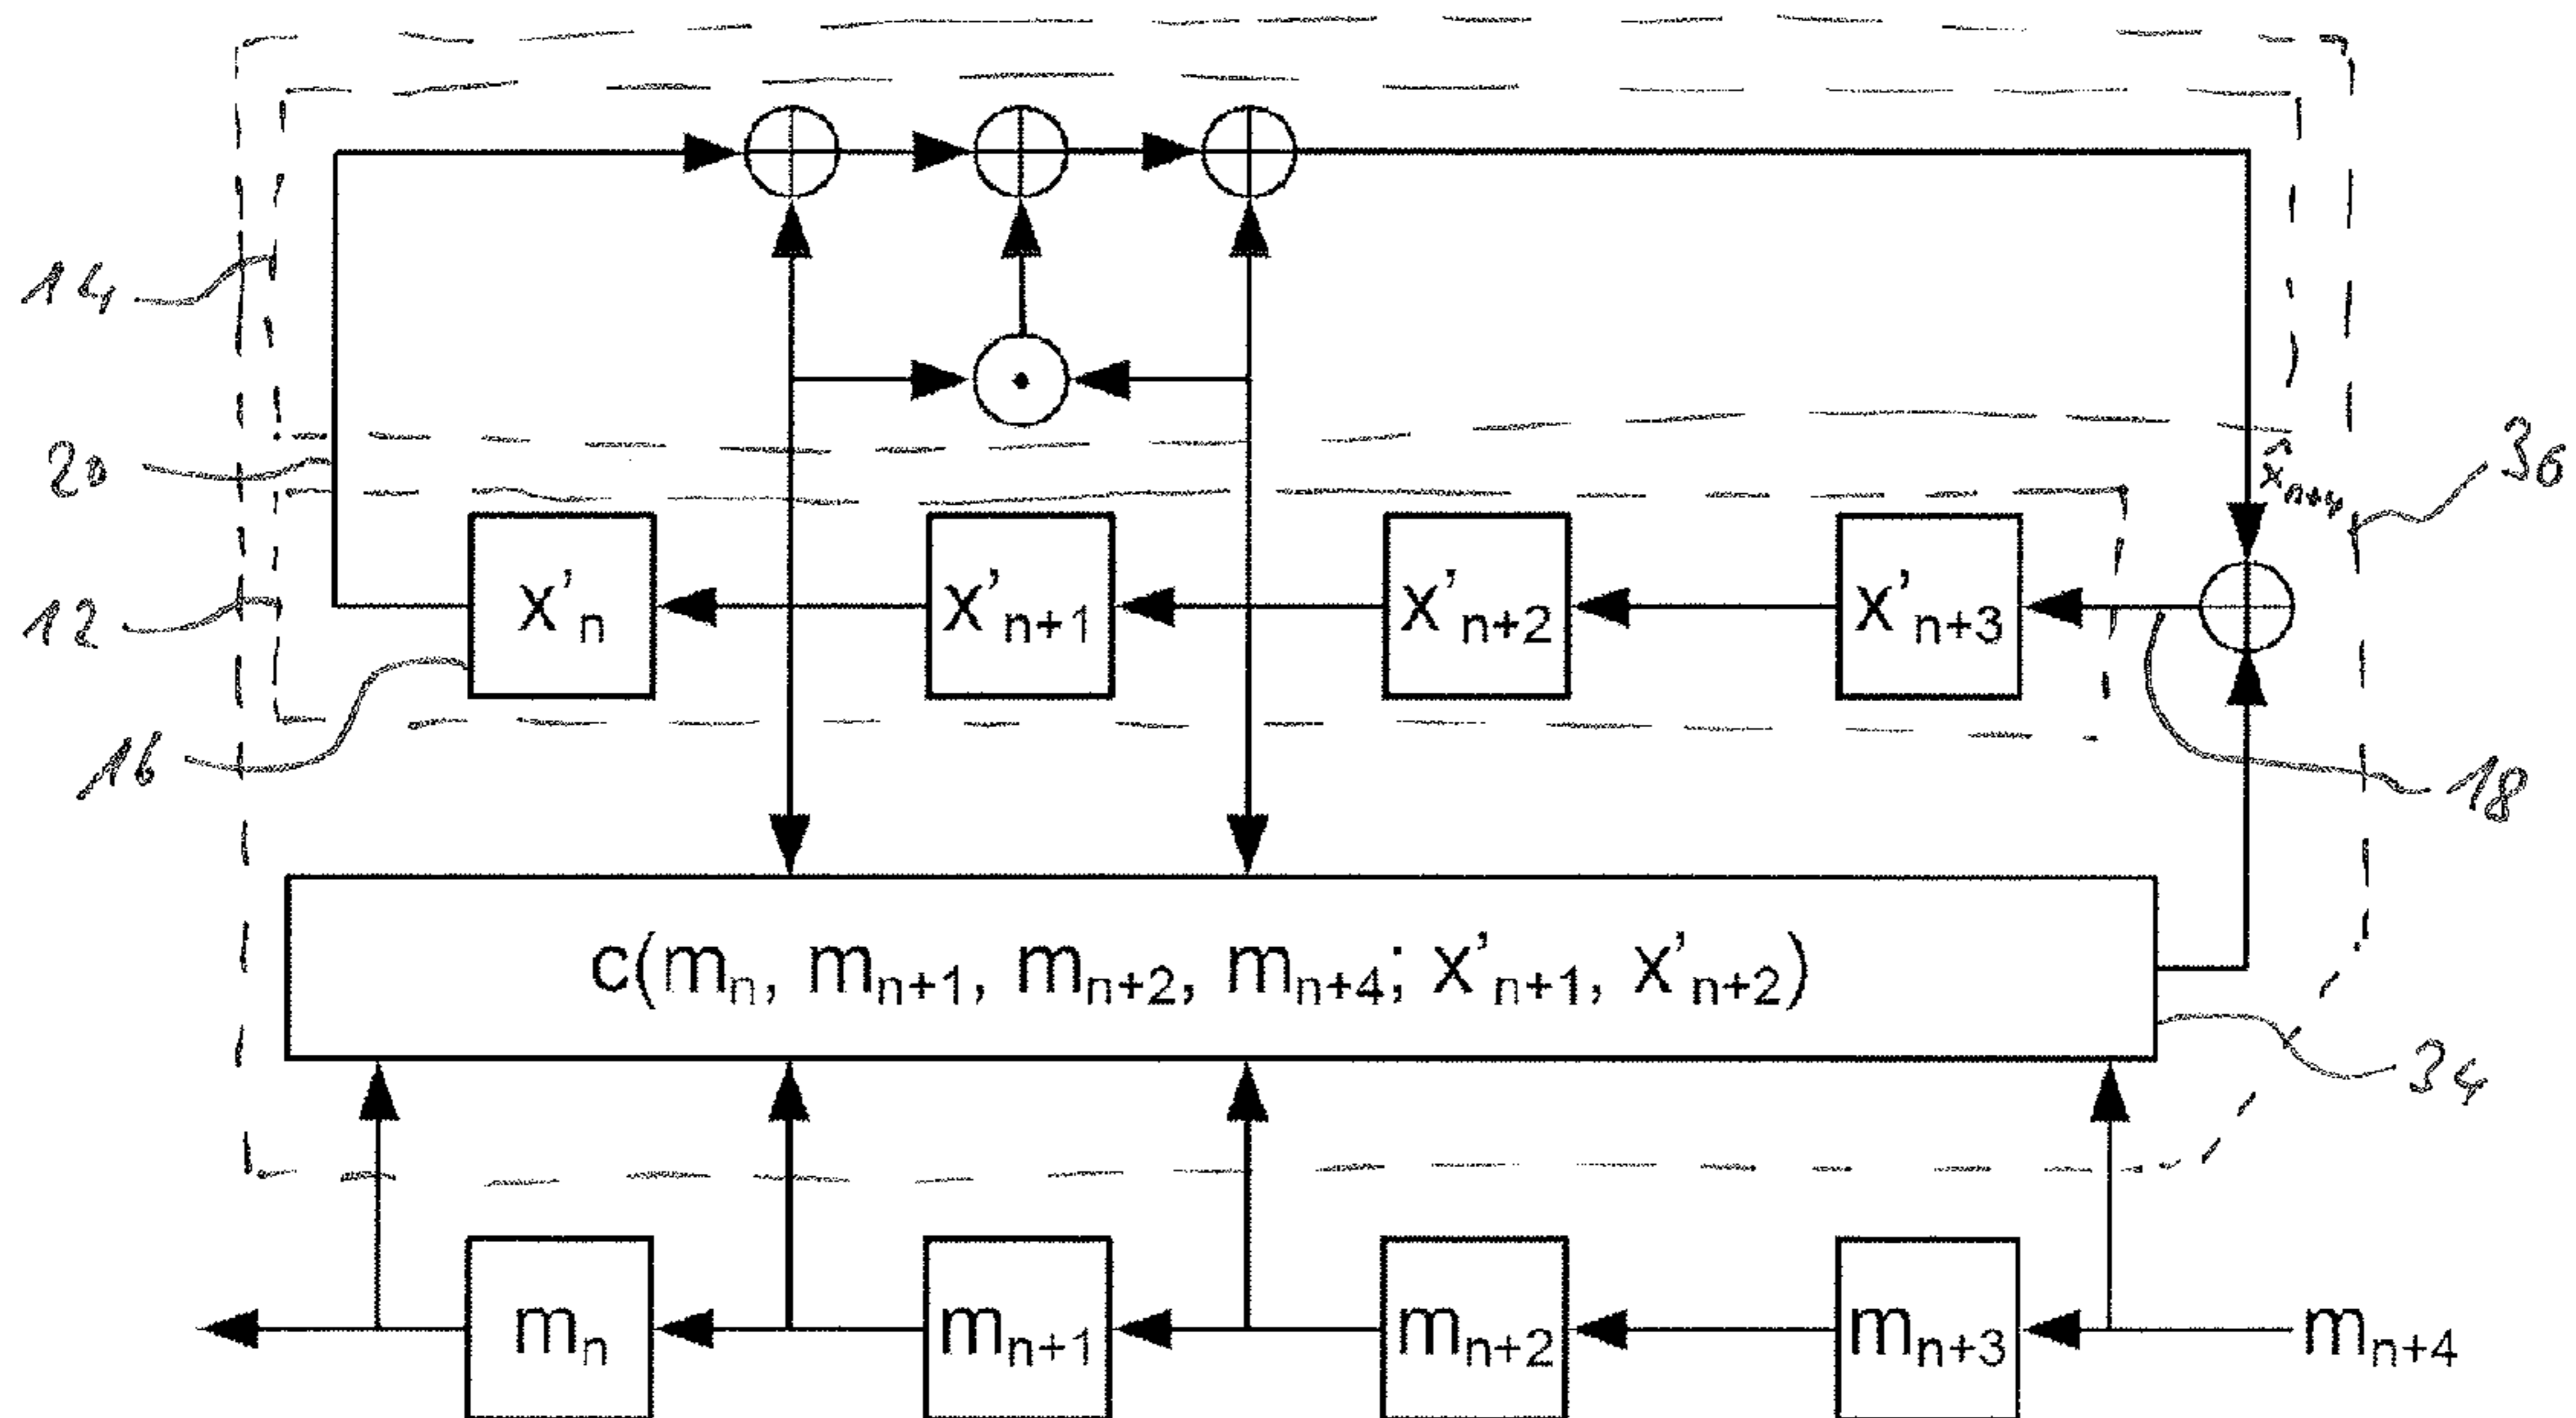 14
20
x̂n+4
36
12
x'n
x'n+1
x'n+2
x'n+3
16
18
c(mn, mn+1, mn+2, mn+4; x'n+1, x'n+2)
34
mn
mn+1
mn+2
mn+3
mn+4